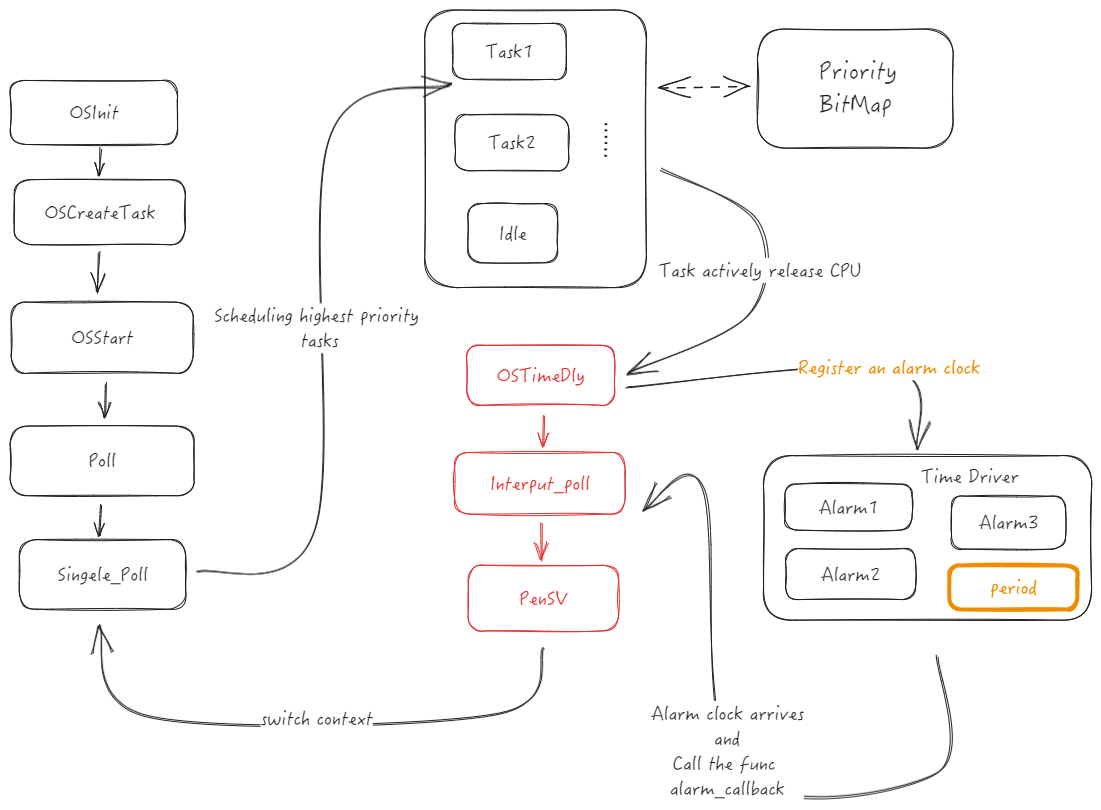 OSInit
OSCreateTask
OSStart
Poll
Singele_Poll
Scheduling highest priority
tasks
Task1
Task2
Idle
Priority
BitMap
Task actively release CPU
OSTimeDly
Interput_poll
PenSV
switch context
Register an alarm clock
Time Driver
Alarm1
Alarm3
Alarm2
period
Alarm clock arrives
and
Call the func
alarm_callback